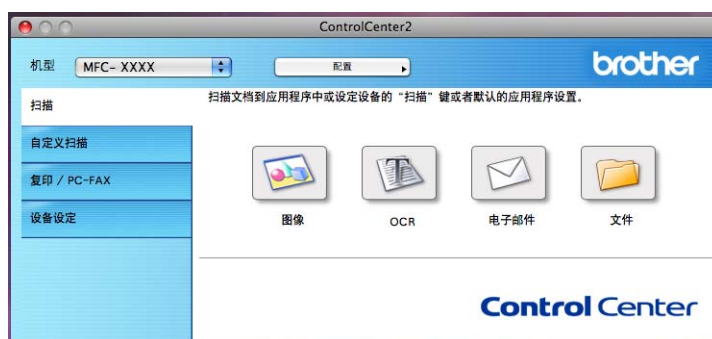 ControlCenter2
机型 MFC- XXXX 配置 brother
扫描
扫描文档到应用程序中或设定设备的 “扫描” 键或者默认的应用程序设置。
自定义扫描
复印 / PC-FAX
设备设定
图像 OCR 电子邮件 文件
Control Center